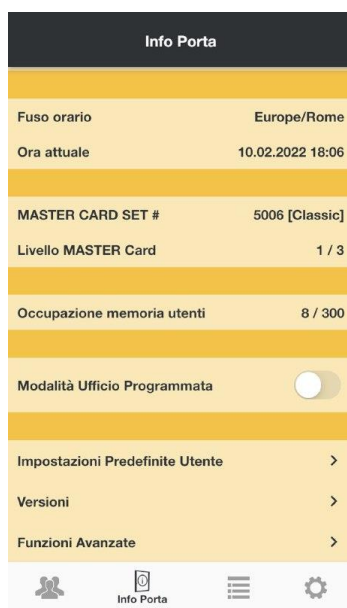 Info Porta
Fuso orario Europe/Rome
Ora attuale 10.02.2022 18:06
MASTER CARD SET # 5006 [Classic]
Livello MASTER Card 1 / 3
Occupazione memoria utenti 8 / 300
Modalità Ufficio Programmata
Impostazioni Predefinite Utente
Versioni
Funzioni Avanzate
Info Porta